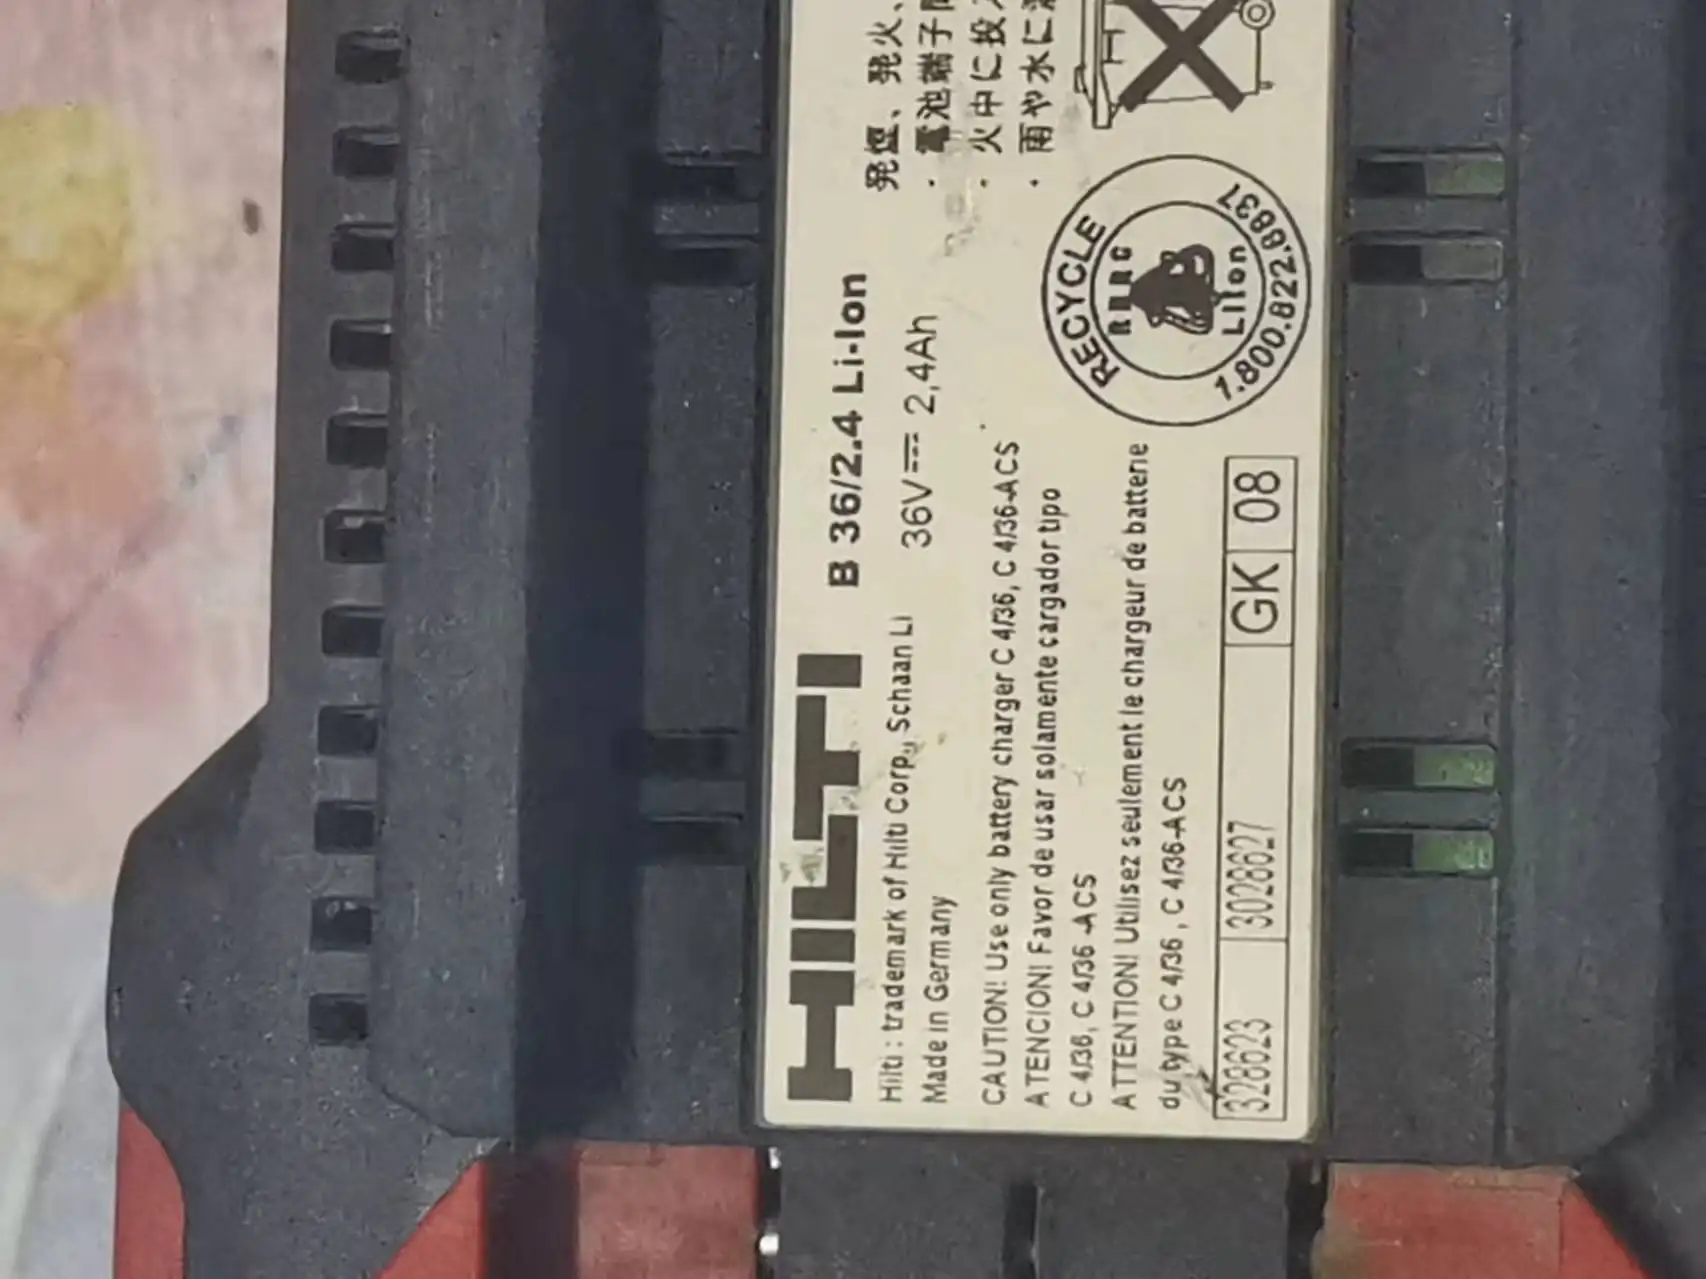 HILTI B 36/2.4 Li-Ion
Hilti : trademark of Hilti Corp., Schaan LI
36V 2,4Ah
Made in Germany
CAUTION! Use only battery charger C 4/36, C 4/36-ACS
ATENCION! Favor de usar solamente cargador tipo
C 4/36, C 4/36 -ACS
ATTENTION! Utilisez seulement le chargeur de batterie
du type C 4/36 , C 4/36-ACS
328623 3028627 GK 08
発煙、発火、
・電池端子
・火中に投
・雨や水に
RECYCLE
RBRC
Li Ion
1.800.822.8837